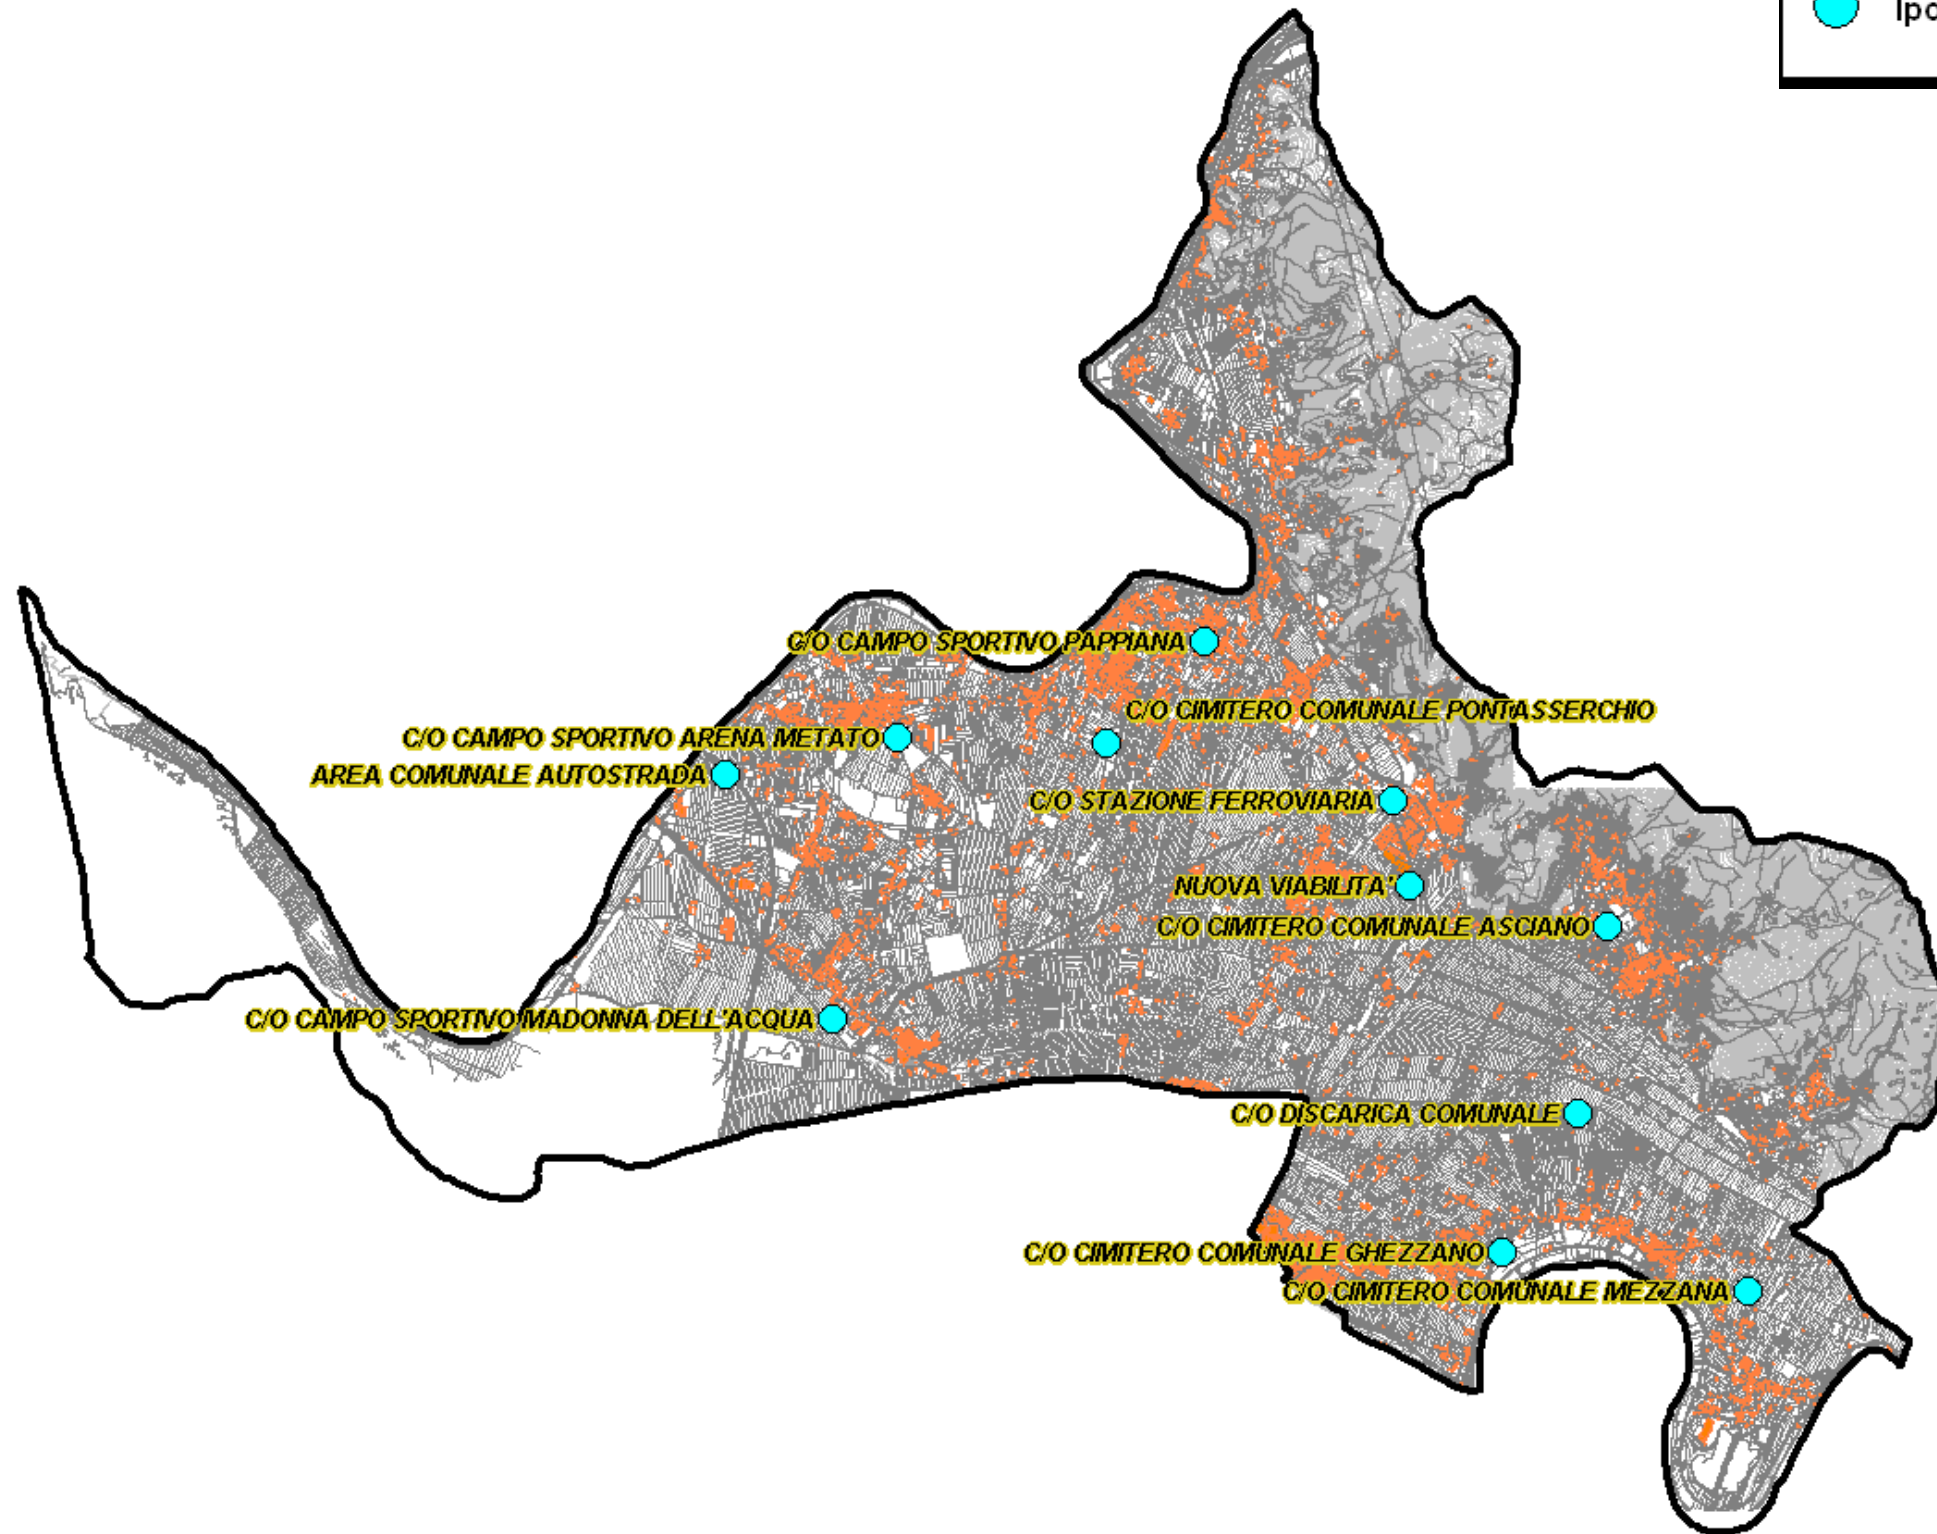 C/O CAMPO SPORTIVO PAPPIANA
C/O CIMITERO COMUNALE PONTASSERCHIO
C/O CAMPO SPORTIVO ARENA METATO
AREA COMUNALE AUTOSTRADA
C/O STAZIONE FERROVIARIA
NUOVA VIABILITA'
C/O CIMITERO COMUNALE ASCIANO
C/O CAMPO SPORTIVO MADONNA DELL'ACQUA
C/O DISCARICA COMUNALE
C/O CIMITERO COMUNALE GHEZZANO
C/O CIMITERO COMUNALE MEZZANA